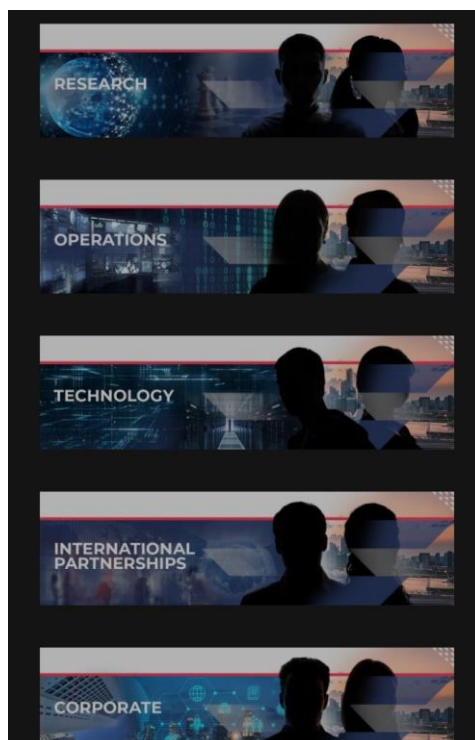 RESEARCH
OPERATIONS
TECHNOLOGY
INTERNATIONAL
PARTNERSHIPS
CORPORATE